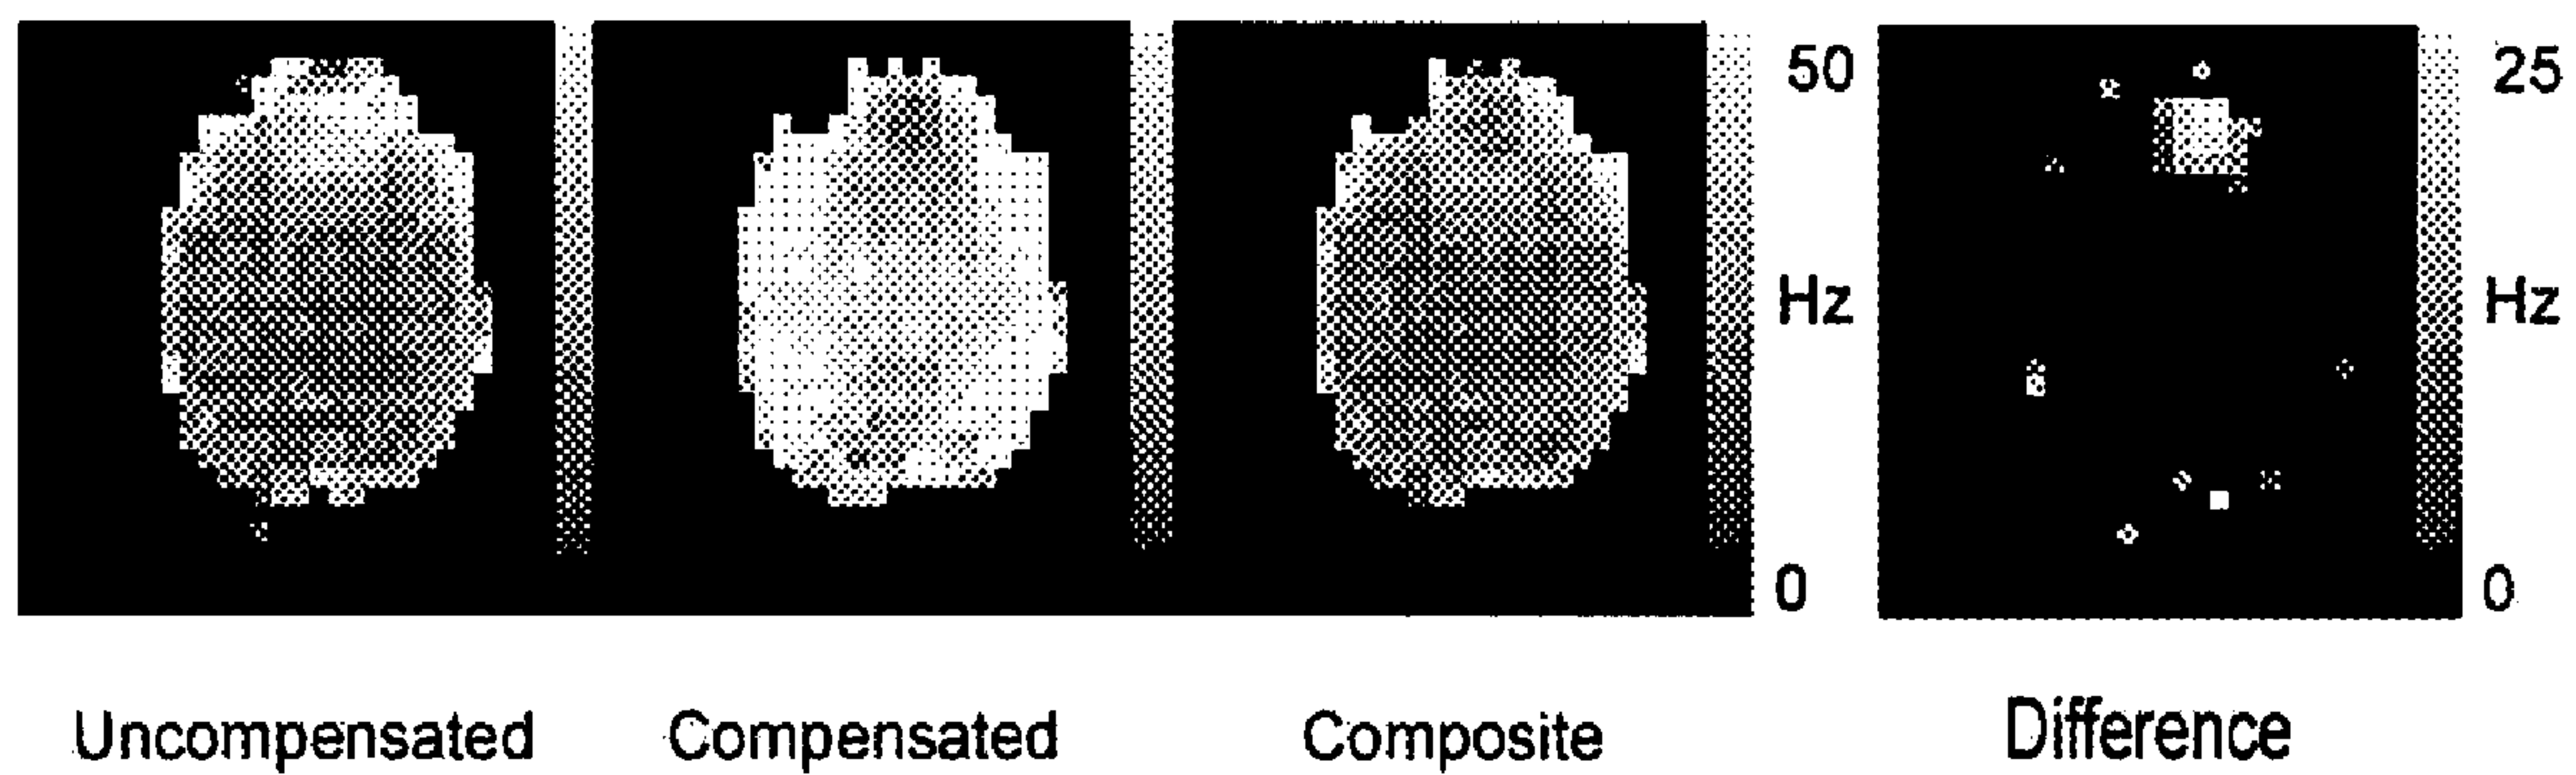 50
Hz
0
25
Hz
0
Uncompensated
Compensated
Composite
Difference